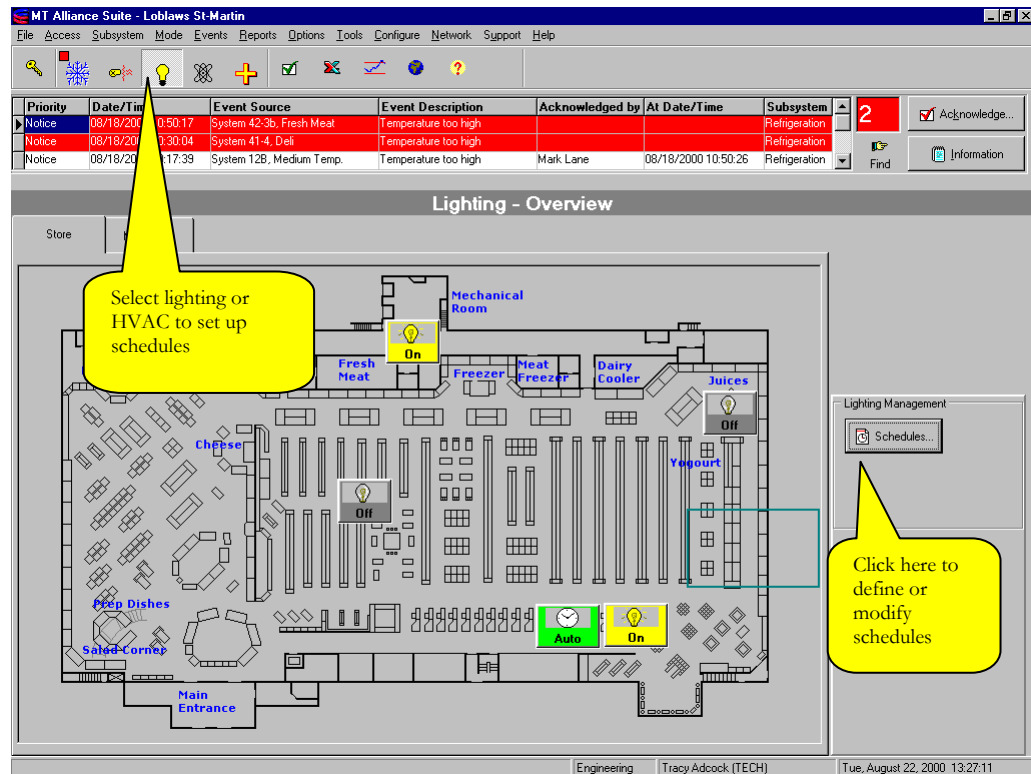 MT Alliance Suite - Loblaws St-Martin
File Access Subsystem Mode Events Reports Options Tools Configure Network Support Help
Priority Date/Tim Event Source Event Description Acknowledged by At Date/Time Subsystem
Notice 08/18/2000 0:50:17 System 42-3b, Fresh Meat Temperature too high Refrigeration
Notice 08/18/200 0:30:04 System 41-4, Deli Temperature too high Refrigeration
Notice 08/18/20 :17:39 System 12B, Medium Temp. Temperature too high Mark Lane 08/18/2000 10:50:26 Refrigeration
2
Find
Acknowledge...
Information
Lighting - Overview
Store
Select lighting or
HVAC to set up
schedules
Mechanical
Room
On
Fresh
Meat
Freezer
Meat
Freezer
Dairy
Cooler
Juices
Off
Cheese
Yogourt
Off
Lighting Management
Schedules...
Click here to
define or
modify
schedules
Prep Dishes
Salad Corner
Auto
On
Main
Entrance
Engineering Tracy Adcock (TECH) Tue, August 22, 2000 13:27:11